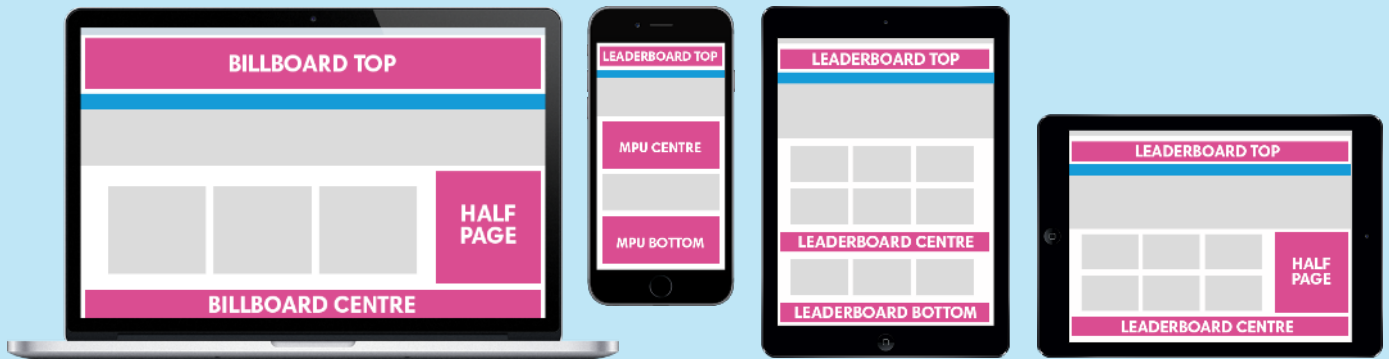 BILLBOARD TOP
HALF
PAGE
BILLBOARD CENTRE
LEADERBOARD TOP
MPU CENTRE
MPU BOTTOM
LEADERBOARD TOP
LEADERBOARD CENTRE
LEADERBOARD BOTTOM
LEADERBOARD TOP
HALF
PAGE
LEADERBOARD CENTRE